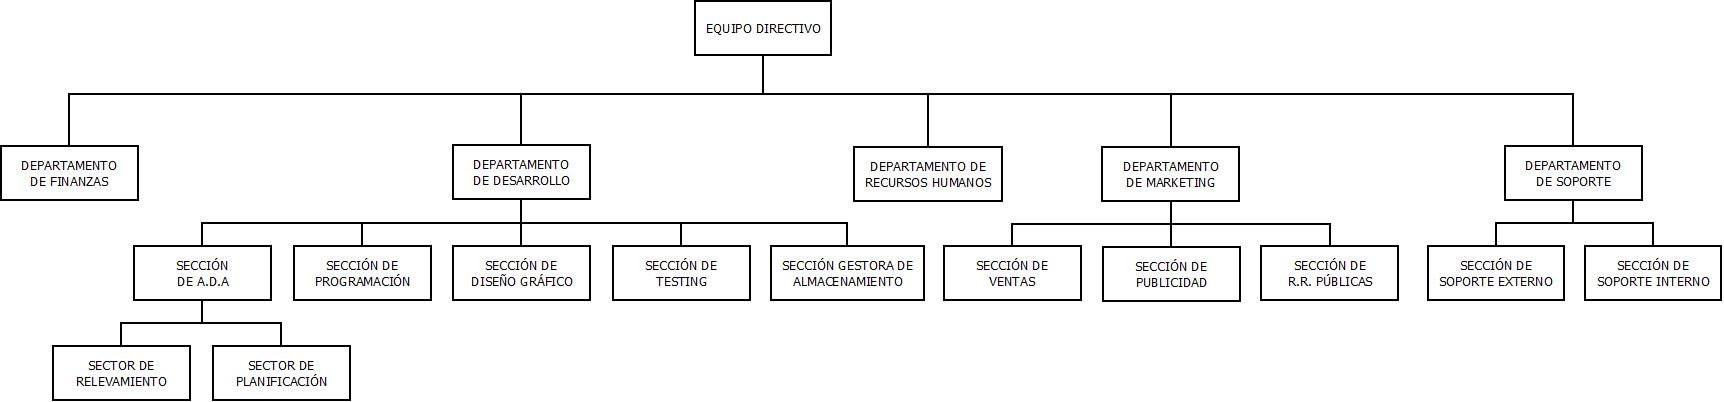 EQUIPO DIRECTIVO
DEPARTAMENTO
DE FINANZAS
DEPARTAMENTO
DE DESARROLLO
DEPARTAMENTO DE
RECURSOS HUMANOS
DEPARTAMENTO
DE MARKETING
DEPARTAMENTO
DE SOPORTE
SECCIÓN
DE A.D.A
SECCIÓN DE
PROGRAMACIÓN
SECCIÓN DE
DISEÑO GRÁFICO
SECCIÓN DE
TESTING
SECCIÓN GESTORA DE
ALMACENAMIENTO
SECCIÓN DE
VENTAS
SECCIÓN DE
PUBLICIDAD
SECCIÓN DE
R.R. PÚBLICAS
SECCIÓN DE
SOPORTE EXTERNO
SECCIÓN DE
SOPORTE INTERNO
SECTOR DE
RELEVAMIENTO
SECTOR DE
PLANIFICACIÓN